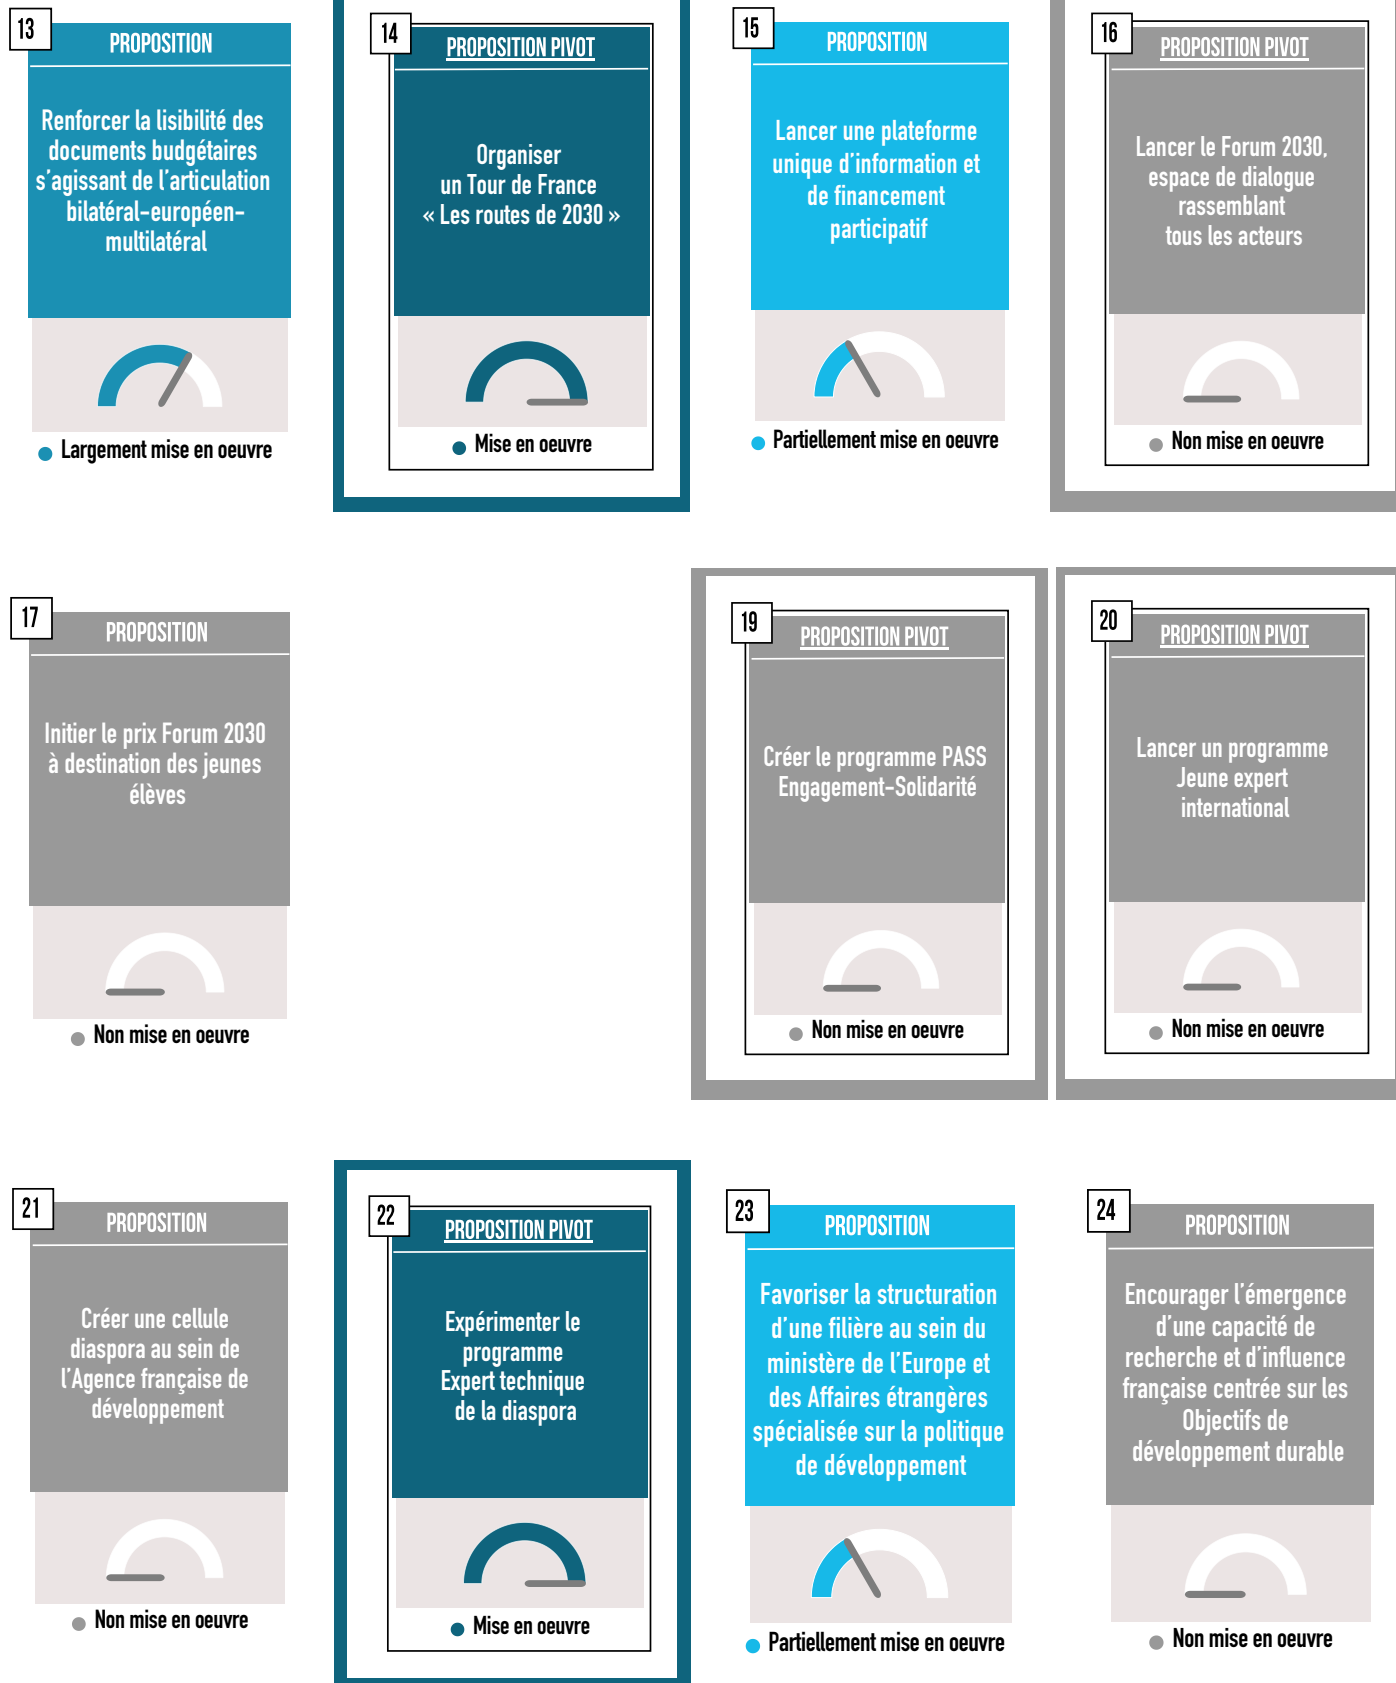 13
PROPOSITION
Renforcer la lisibilité des
documents budgétaires
s'agissant de l'articulation
bilatéral-européen-
multilatéral
Largement mise en oeuvre
14
PROPOSITION PIVOT
Organiser
un Tour de France
« Les routes de 2030 »
Mise en oeuvre
15
PROPOSITION
Lancer une plateforme
unique d'information et
de financement
participatif
Partiellement mise en oeuvre
16
PROPOSITION PIVOT
Lancer le Forum 2030,
espace de dialogue
rassemblant
tous les acteurs
Non mise en oeuvre
17
PROPOSITION
Initier le prix Forum 2030
à destination des jeunes
élèves
Non mise en oeuvre
19
PROPOSITION PIVOT
Créer le programme PASS
Engagement-Solidarité
Non mise en oeuvre
20
PROPOSITION PIVOT
Lancer un programme
Jeune expert
international
Non mise en oeuvre
21
PROPOSITION
Créer une cellule
diaspora au sein de
l'Agence française de
développement
Non mise en oeuvre
22
PROPOSITION PIVOT
Expérimenter le
programme
Expert technique
de la diaspora
Mise en oeuvre
23
PROPOSITION
Favoriser la structuration
d'une filière au sein du
ministère de l'Europe et
des Affaires étrangères
spécialisée sur la politique
de développement
Partiellement mise en oeuvre
24
PROPOSITION
Encourager l'émergence
d'une capacité de
recherche et d'influence
française centrée sur les
Objectifs de
développement durable
Non mise en oeuvre